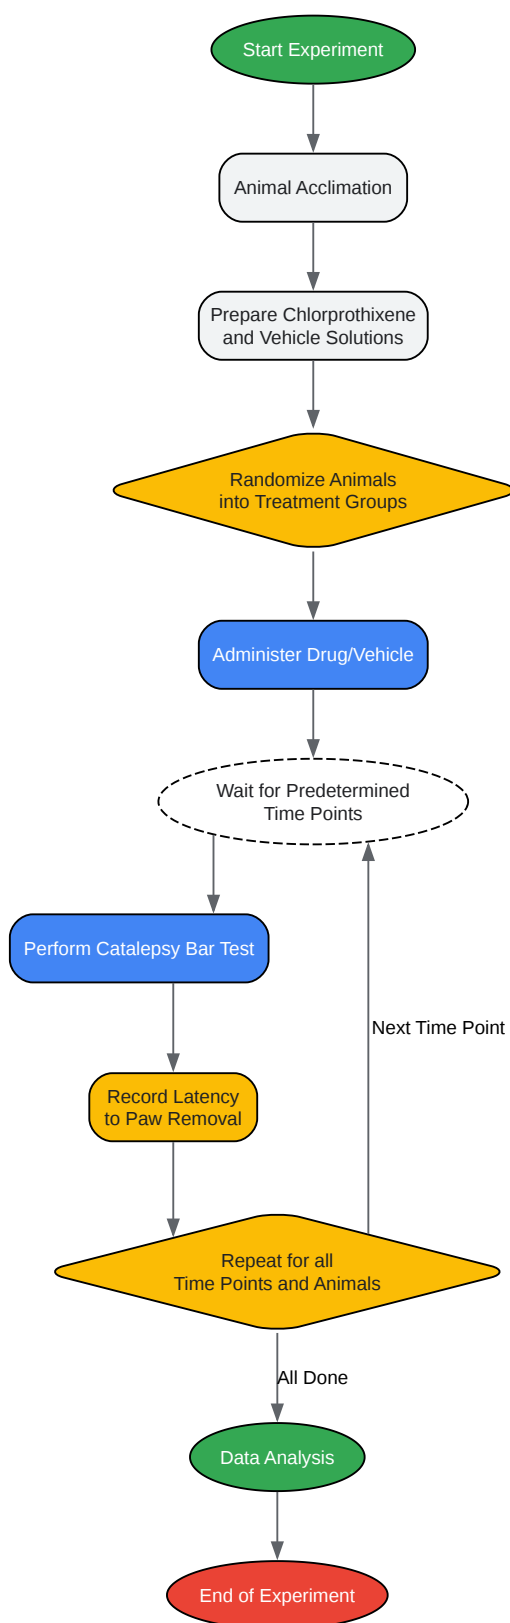 Start Experiment
Animal Acclimation
Prepare Chlorprothixene
and Vehicle Solutions
Randomize Animals
into Treatment Groups
Administer Drug/Vehicle
Wait for Predetermined
Time Points
Perform Catalepsy Bar Test
Next Time Point
Record Latency
to Paw Removal
Repeat for all
Time Points and Animals
All Done
Data Analysis
End of Experiment